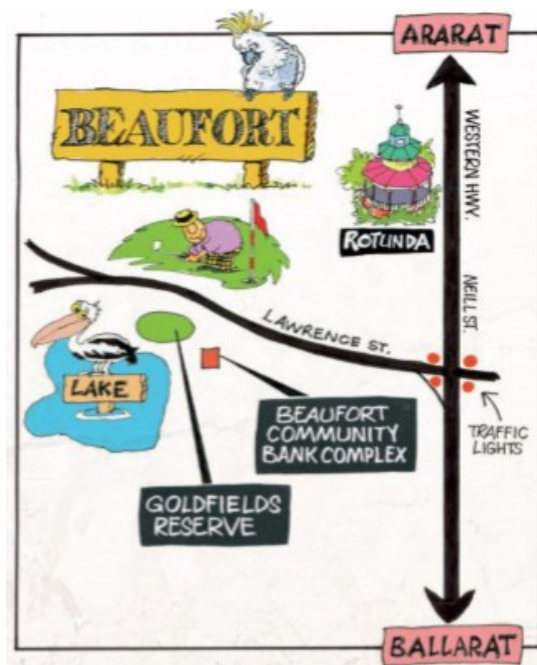 ARARAT
BEAUFORT
WESTERN HWY.
ROTUNDA
NEILL ST.
LAWRENCE ST.
LAKE
BEAUFORT
COMMUNITY
BANK COMPLEX
TRAFFIC
LIGHTS
GOLDFIELDS
RESERVE
BALLARAT